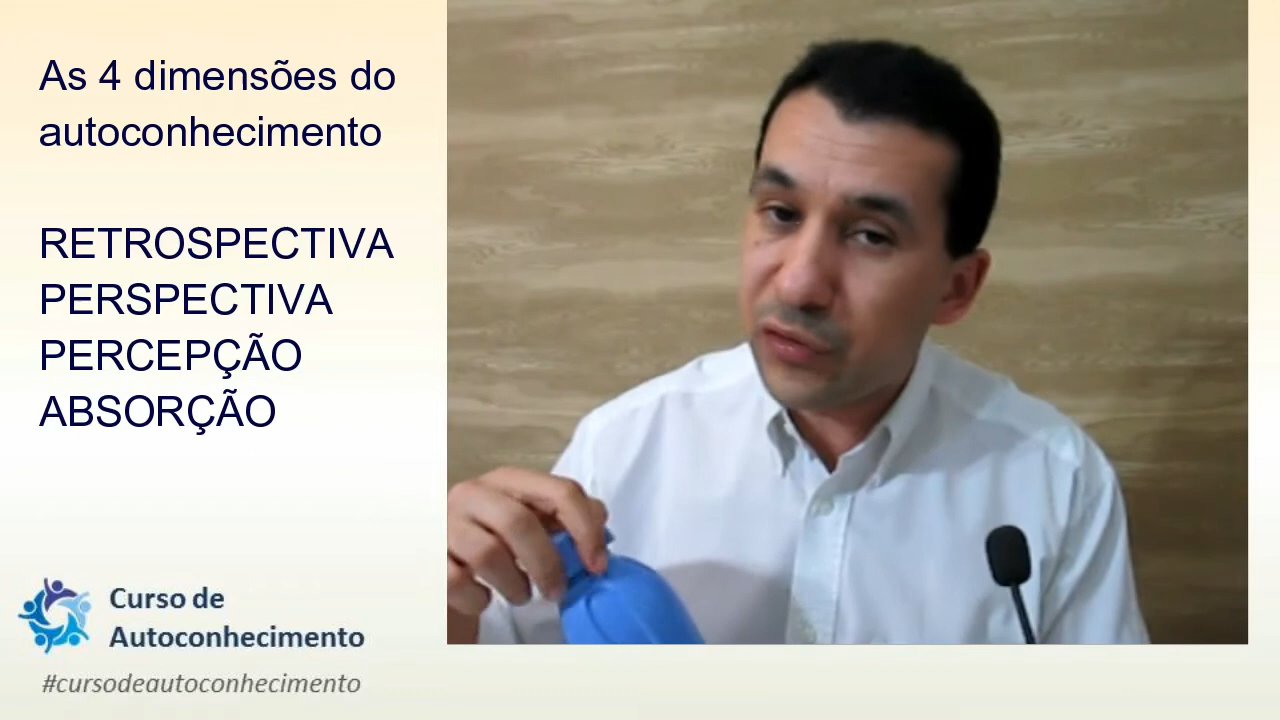 As 4 dimensões do
autoconhecimento
RETROSPECTIVA
PERSPECTIVA
PERCEPÇÃO
ABSORÇÃO
Curso de
Autoconhecimento
#cursodeautoconhecimento